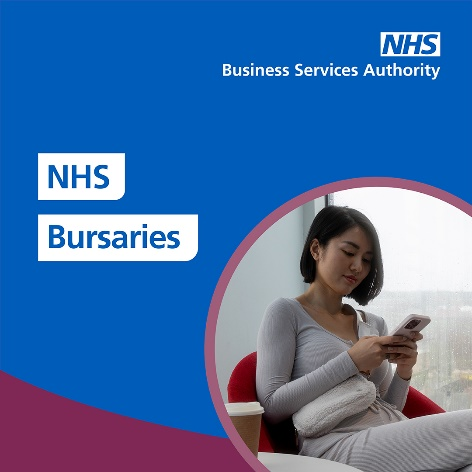 NHS
Business Services Authority
NHS
Bursaries